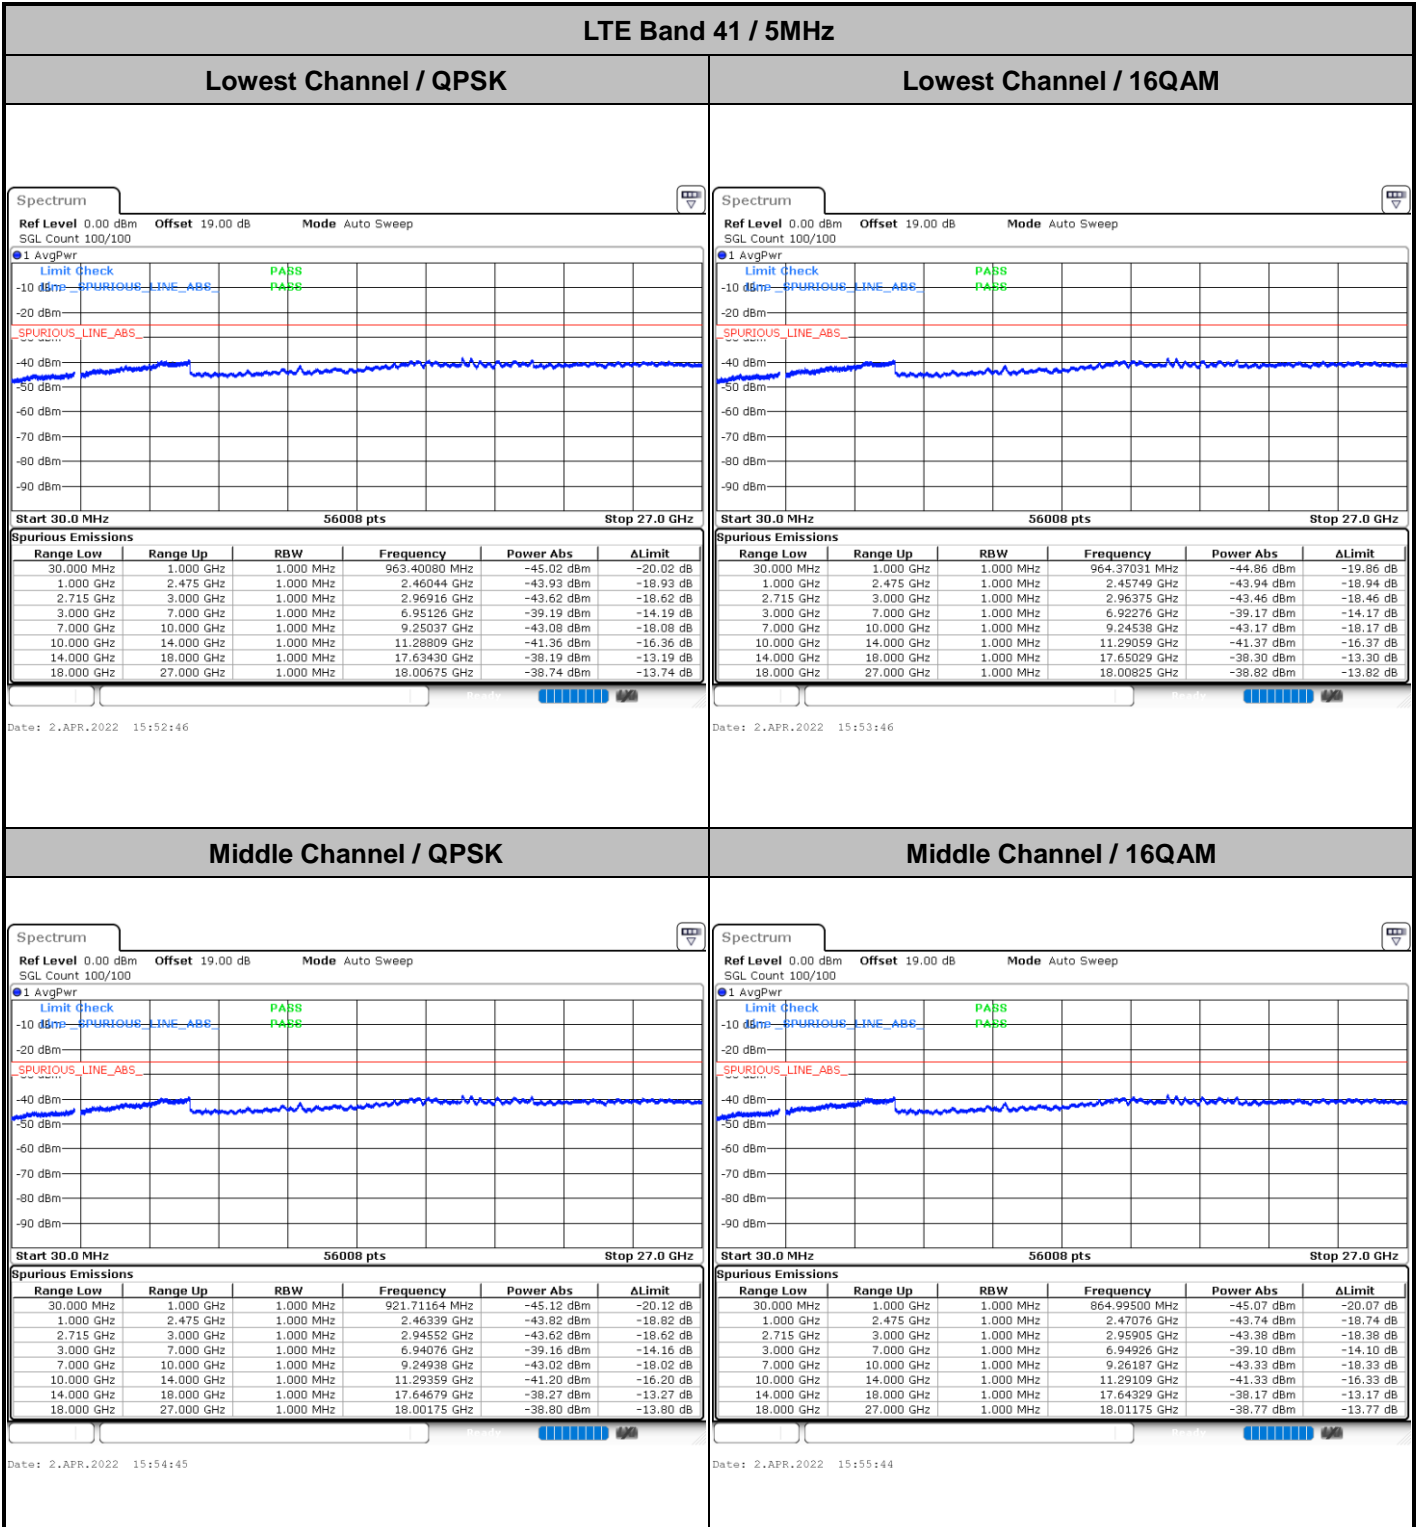 LTE Band 41 / 5MHz
Lowest Channel / QPSK
Lowest Channel / 16QAM
Spectrum
Ref Level 0.00 dBm Offset 19.00 dB Mode Auto Sweep
SGL Count 100/100
1 AvgPwr
Limit Check PASS
Line _SPURIOUS_LINE_ABS_ PASS
-10 dBm
-20 dBm
_SPURIOUS_LINE_ABS_
-40 dBm
-50 dBm
-60 dBm
-70 dBm
-80 dBm
-90 dBm
Start 30.0 MHz 56008 pts Stop 27.0 GHz
Spurious Emissions
Range Low Range Up RBW Frequency Power Abs ΔLimit
30.000 MHz 1.000 GHz 1.000 MHz 963.40080 MHz -45.02 dBm -20.02 dB
1.000 GHz 2.475 GHz 1.000 MHz 2.46044 GHz -43.93 dBm -18.93 dB
2.715 GHz 3.000 GHz 1.000 MHz 2.96916 GHz -43.62 dBm -18.62 dB
3.000 GHz 7.000 GHz 1.000 MHz 6.95126 GHz -39.19 dBm -14.19 dB
7.000 GHz 10.000 GHz 1.000 MHz 9.25037 GHz -43.08 dBm -18.08 dB
10.000 GHz 14.000 GHz 1.000 MHz 11.28809 GHz -41.36 dBm -16.36 dB
14.000 GHz 18.000 GHz 1.000 MHz 17.63430 GHz -38.19 dBm -13.19 dB
18.000 GHz 27.000 GHz 1.000 MHz 18.00675 GHz -38.74 dBm -13.74 dB
Ready
Date: 2.APR.2022 15:52:46
Spectrum
Ref Level 0.00 dBm Offset 19.00 dB Mode Auto Sweep
SGL Count 100/100
1 AvgPwr
Limit Check PASS
Line _SPURIOUS_LINE_ABS_ PASS
-10 dBm
-20 dBm
_SPURIOUS_LINE_ABS_
-40 dBm
-50 dBm
-60 dBm
-70 dBm
-80 dBm
-90 dBm
Start 30.0 MHz 56008 pts Stop 27.0 GHz
Spurious Emissions
Range Low Range Up RBW Frequency Power Abs ΔLimit
30.000 MHz 1.000 GHz 1.000 MHz 964.37031 MHz -44.86 dBm -19.86 dB
1.000 GHz 2.475 GHz 1.000 MHz 2.45749 GHz -43.94 dBm -18.94 dB
2.715 GHz 3.000 GHz 1.000 MHz 2.96375 GHz -43.46 dBm -18.46 dB
3.000 GHz 7.000 GHz 1.000 MHz 6.92276 GHz -39.17 dBm -14.17 dB
7.000 GHz 10.000 GHz 1.000 MHz 9.24538 GHz -43.17 dBm -18.17 dB
10.000 GHz 14.000 GHz 1.000 MHz 11.29059 GHz -41.37 dBm -16.37 dB
14.000 GHz 18.000 GHz 1.000 MHz 17.65029 GHz -38.30 dBm -13.30 dB
18.000 GHz 27.000 GHz 1.000 MHz 18.00825 GHz -38.82 dBm -13.82 dB
Ready
Date: 2.APR.2022 15:53:46
Middle Channel / QPSK
Middle Channel / 16QAM
Spectrum
Ref Level 0.00 dBm Offset 19.00 dB Mode Auto Sweep
SGL Count 100/100
1 AvgPwr
Limit Check PASS
Line _SPURIOUS_LINE_ABS_ PASS
-10 dBm
-20 dBm
_SPURIOUS_LINE_ABS_
-40 dBm
-50 dBm
-60 dBm
-70 dBm
-80 dBm
-90 dBm
Start 30.0 MHz 56008 pts Stop 27.0 GHz
Spurious Emissions
Range Low Range Up RBW Frequency Power Abs ΔLimit
30.000 MHz 1.000 GHz 1.000 MHz 921.71164 MHz -45.12 dBm -20.12 dB
1.000 GHz 2.475 GHz 1.000 MHz 2.46339 GHz -43.82 dBm -18.82 dB
2.715 GHz 3.000 GHz 1.000 MHz 2.94552 GHz -43.62 dBm -18.62 dB
3.000 GHz 7.000 GHz 1.000 MHz 6.94076 GHz -39.16 dBm -14.16 dB
7.000 GHz 10.000 GHz 1.000 MHz 9.24938 GHz -43.02 dBm -18.02 dB
10.000 GHz 14.000 GHz 1.000 MHz 11.29359 GHz -41.20 dBm -16.20 dB
14.000 GHz 18.000 GHz 1.000 MHz 17.64679 GHz -38.27 dBm -13.27 dB
18.000 GHz 27.000 GHz 1.000 MHz 18.00175 GHz -38.80 dBm -13.80 dB
Ready
Date: 2.APR.2022 15:54:45
Spectrum
Ref Level 0.00 dBm Offset 19.00 dB Mode Auto Sweep
SGL Count 100/100
1 AvgPwr
Limit Check PASS
Line _SPURIOUS_LINE_ABS_ PASS
-10 dBm
-20 dBm
_SPURIOUS_LINE_ABS_
-40 dBm
-50 dBm
-60 dBm
-70 dBm
-80 dBm
-90 dBm
Start 30.0 MHz 56008 pts Stop 27.0 GHz
Spurious Emissions
Range Low Range Up RBW Frequency Power Abs ΔLimit
30.000 MHz 1.000 GHz 1.000 MHz 864.99500 MHz -45.07 dBm -20.07 dB
1.000 GHz 2.475 GHz 1.000 MHz 2.47076 GHz -43.74 dBm -18.74 dB
2.715 GHz 3.000 GHz 1.000 MHz 2.95905 GHz -43.38 dBm -18.38 dB
3.000 GHz 7.000 GHz 1.000 MHz 6.94926 GHz -39.10 dBm -14.10 dB
7.000 GHz 10.000 GHz 1.000 MHz 9.26187 GHz -43.33 dBm -18.33 dB
10.000 GHz 14.000 GHz 1.000 MHz 11.29109 GHz -41.33 dBm -16.33 dB
14.000 GHz 18.000 GHz 1.000 MHz 17.64329 GHz -38.17 dBm -13.17 dB
18.000 GHz 27.000 GHz 1.000 MHz 18.01175 GHz -38.77 dBm -13.77 dB
Ready
Date: 2.APR.2022 15:55:44